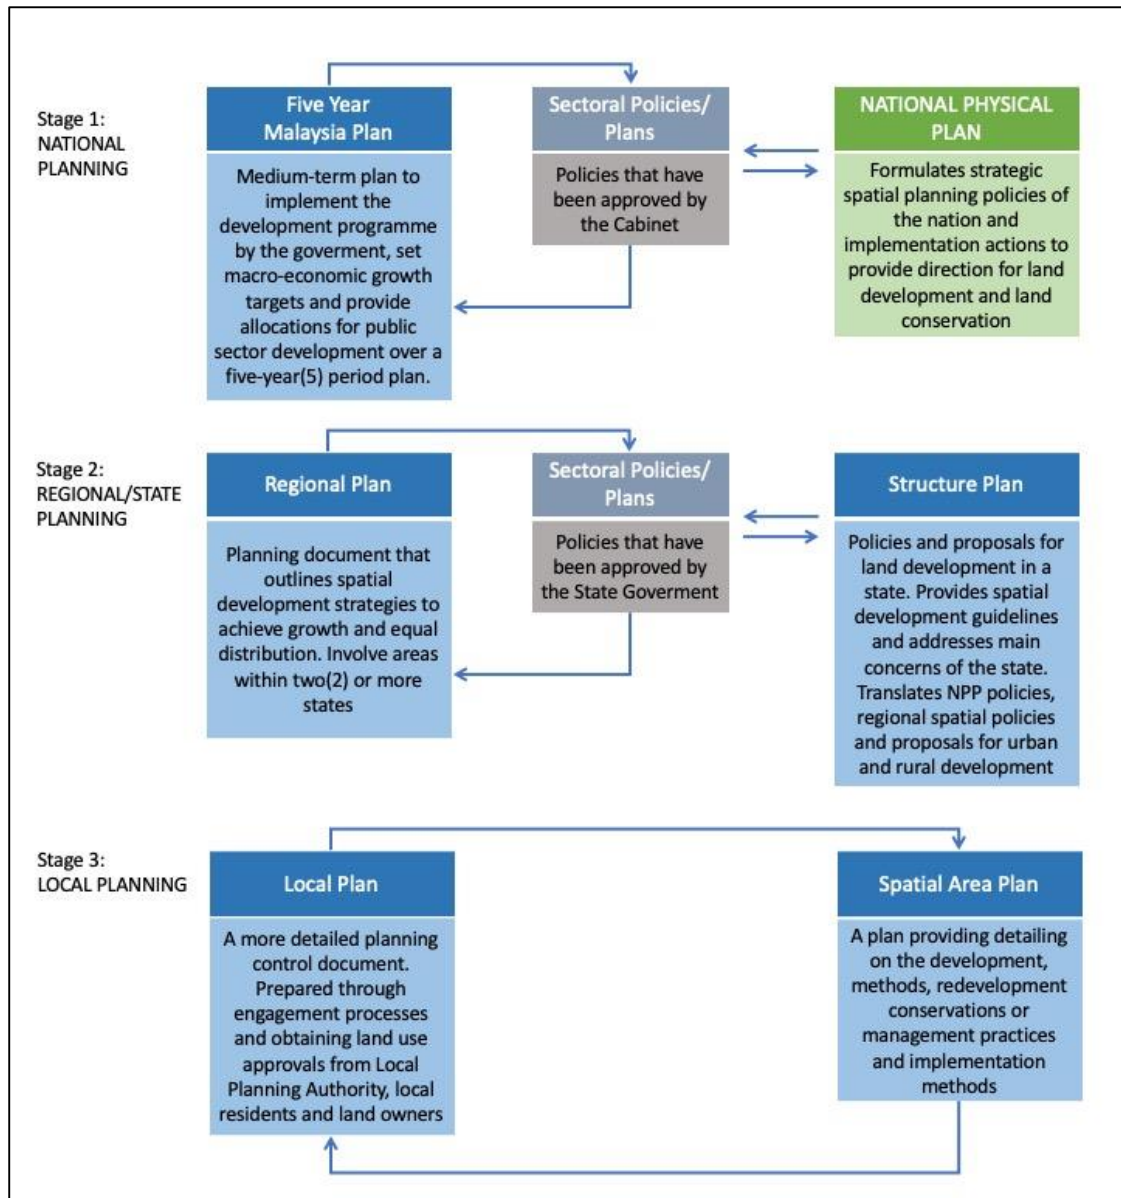 Stage 1:
NATIONAL
PLANNING
Five Year
Malaysia Plan
Medium-term plan to
implement the
development programme
by the goverment, set
macro-economic growth
targets and provide
allocations for public
sector development over a
five-year(5) period plan.
Sectoral Policies/
Plans
Policies that have
been approved by
the Cabinet
NATIONAL PHYSICAL
PLAN
Formulates strategic
spatial planning policies
of the nation and
implementation actions to
provide direction for land
development and land
conservation
Stage 2:
REGIONAL/STATE
PLANNING
Regional Plan
Planning document that
outlines spatial
development strategies to
achieve growth and equal
distribution. Involve areas
within two(2) or more
states
Sectoral Policies/
Plans
Policies that have
been approved by
the State Goverment
Structure Plan
Policies and proposals for
land development in a
state. Provides spatial
development guidelines
and addresses main
concerns of the state.
Translates NPP policies,
regional spatial policies
and proposals for urban
and rural development
Stage 3:
LOCAL PLANNING
Local Plan
A more detailed planning
control document.
Prepared through
engagement processes
and obtaining land use
approvals from Local
Planning Authority, local
residents and land owners
Spatial Area Plan
A plan providing detailing
on the development,
methods, redevelopment
conservations or
management practices
and implementation
methods